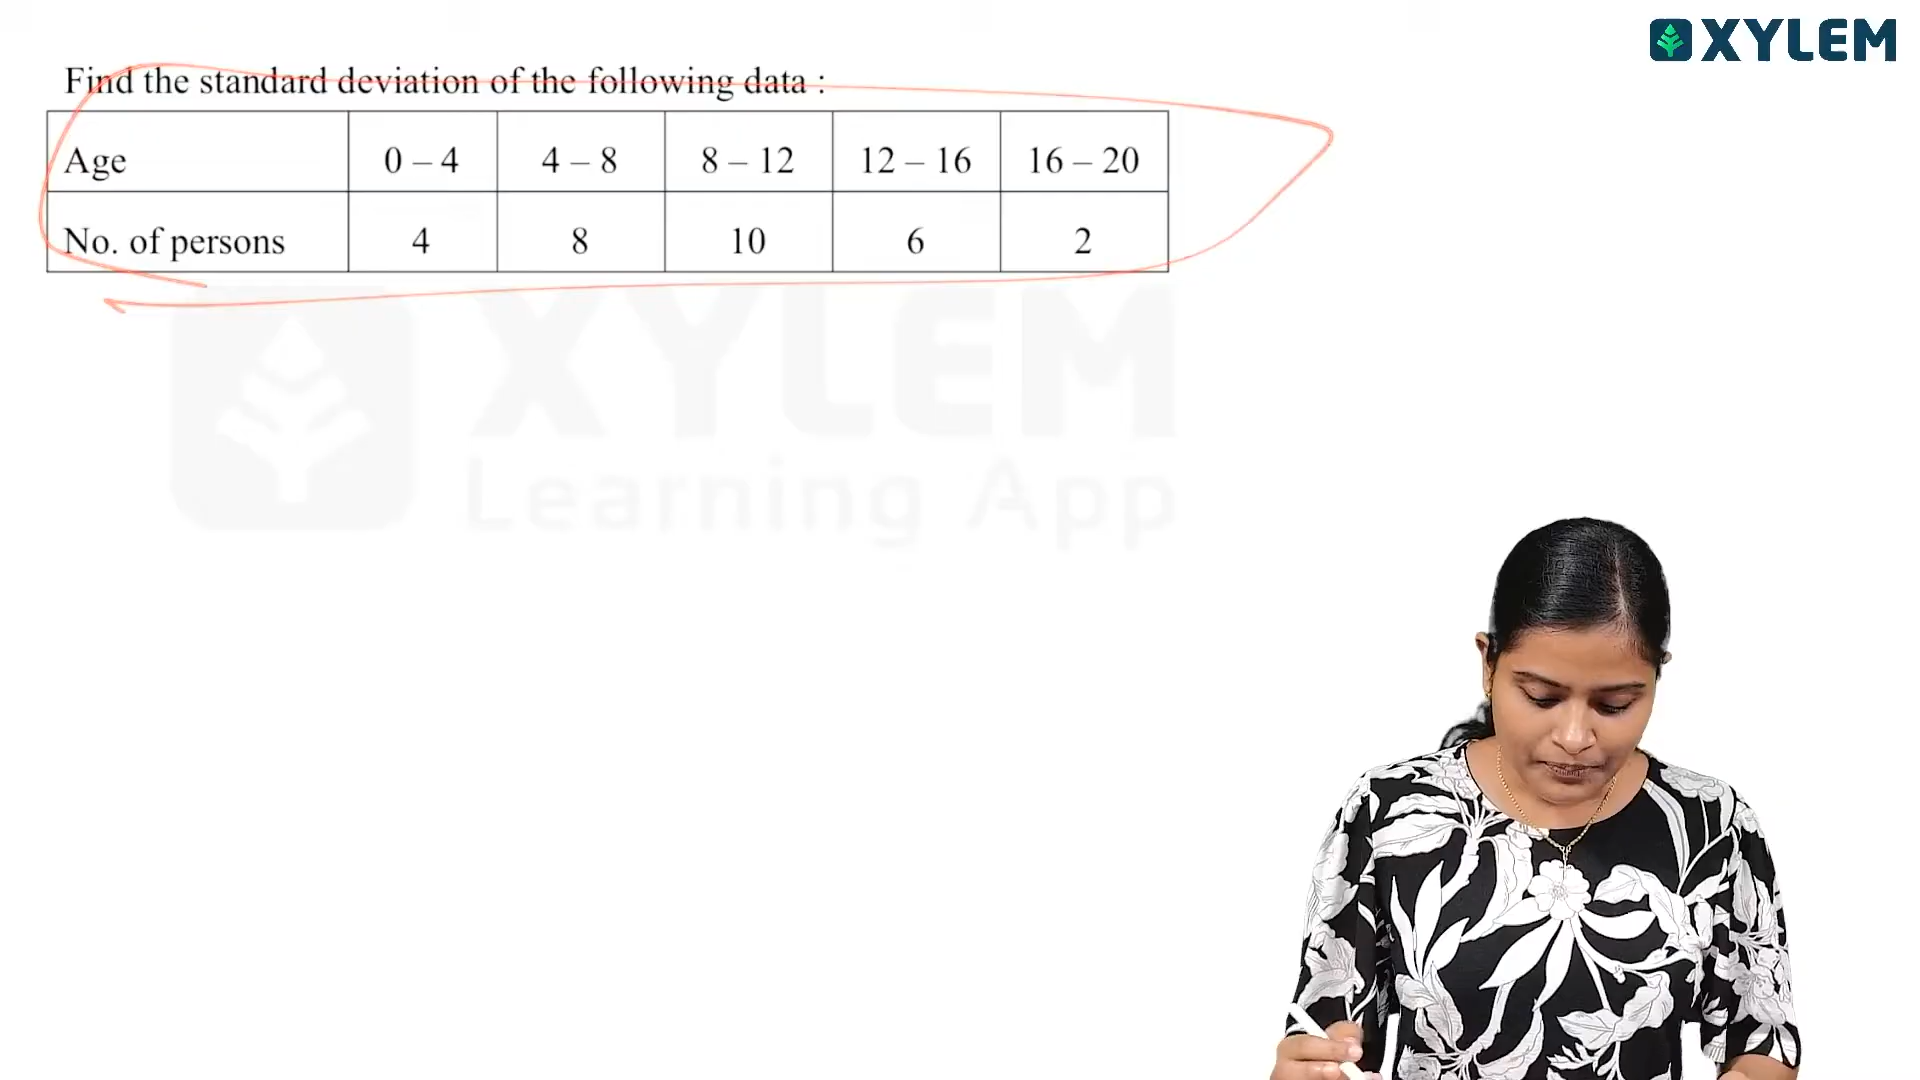 XYLEM
Find the standard deviation of the following data :
Age 0 – 4 4 – 8 8 – 12 12 – 16 16 – 20
No. of persons 4 8 10 6 2
XYLEM
Learning App